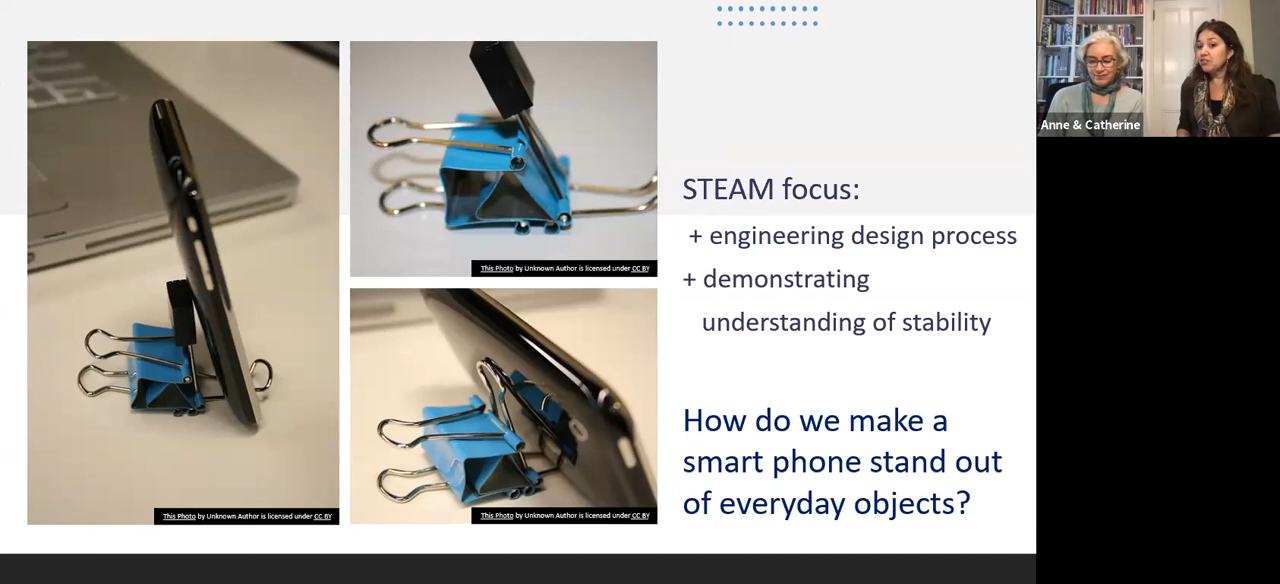 Anne & Catherine
STEAM focus:
+ engineering design process
+ demonstrating
understanding of stability
How do we make a
smart phone stand out
of everyday objects?
This Photo by Unknown Author is licensed under CC BY
This Photo by Unknown Author is licensed under CC BY
This Photo by Unknown Author is licensed under CC BY